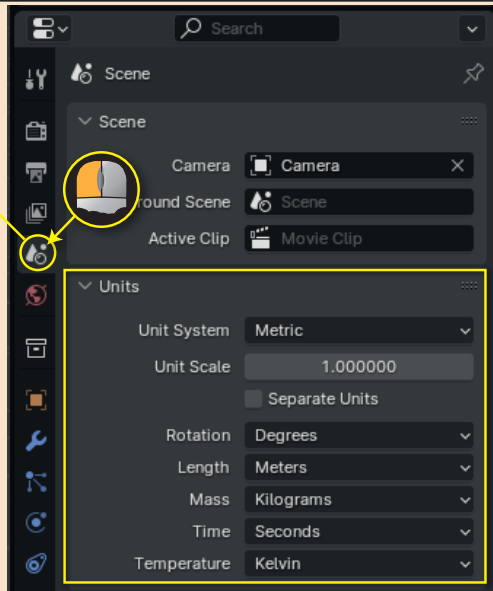 Search
Scene
Scene
Camera Camera
ound Scene Scene
Active Clip Movie Clip
Units
Unit System Metric
Unit Scale 1.000000
Separate Units
Rotation Degrees
Length Meters
Mass Kilograms
Time Seconds
Temperature Kelvin